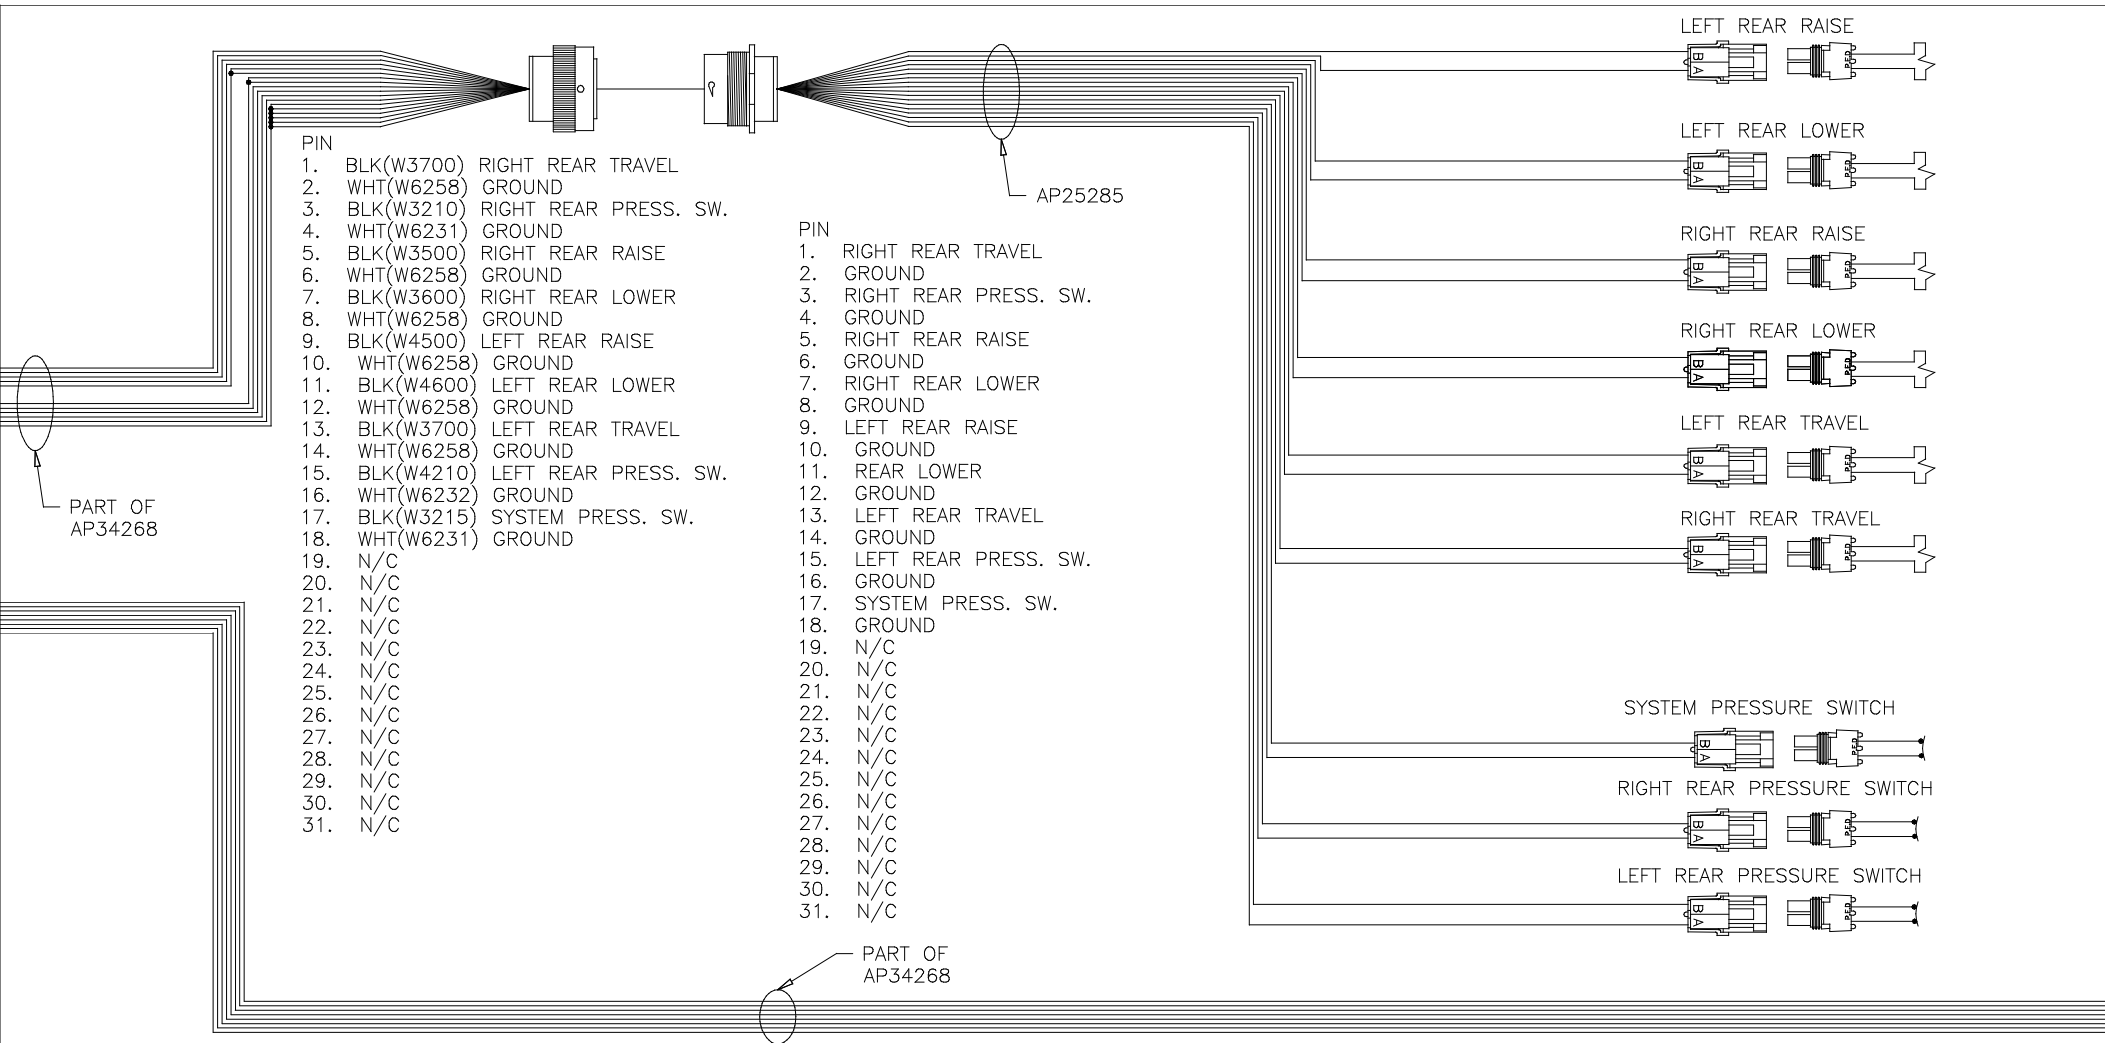 PIN
1. BLK(W3700) RIGHT REAR TRAVEL
2. WHT(W6258) GROUND
3. BLK(W3210) RIGHT REAR PRESS. SW.
4. WHT(W6231) GROUND
5. BLK(W3500) RIGHT REAR RAISE
6. WHT(W6258) GROUND
7. BLK(W3600) RIGHT REAR LOWER
8. WHT(W6258) GROUND
9. BLK(W4500) LEFT REAR RAISE
10. WHT(W6258) GROUND
11. BLK(W4600) LEFT REAR LOWER
12. WHT(W6258) GROUND
13. BLK(W3700) LEFT REAR TRAVEL
14. WHT(W6258) GROUND
15. BLK(W4210) LEFT REAR PRESS. SW.
16. WHT(W6232) GROUND
17. BLK(W3215) SYSTEM PRESS. SW.
18. WHT(W6231) GROUND
19. N/C
20. N/C
21. N/C
22. N/C
23. N/C
24. N/C
25. N/C
26. N/C
27. N/C
28. N/C
29. N/C
30. N/C
31. N/C
PART OF
AP34268
AP25285
PIN
1. RIGHT REAR TRAVEL
2. GROUND
3. RIGHT REAR PRESS. SW.
4. GROUND
5. RIGHT REAR RAISE
6. GROUND
7. RIGHT REAR LOWER
8. GROUND
9. LEFT REAR RAISE
10. GROUND
11. REAR LOWER
12. GROUND
13. LEFT REAR TRAVEL
14. GROUND
15. LEFT REAR PRESS. SW.
16. GROUND
17. SYSTEM PRESS. SW.
18. GROUND
19. N/C
20. N/C
21. N/C
22. N/C
23. N/C
24. N/C
25. N/C
26. N/C
27. N/C
28. N/C
29. N/C
30. N/C
31. N/C
PART OF
AP34268
LEFT REAR RAISE
B
A
P.E.D
LEFT REAR LOWER
B
A
P.E.D
RIGHT REAR RAISE
B
A
P.E.D
RIGHT REAR LOWER
B
A
P.E.D
LEFT REAR TRAVEL
B
A
P.E.D
RIGHT REAR TRAVEL
B
A
P.E.D
SYSTEM PRESSURE SWITCH
B
A
P.E.D
RIGHT REAR PRESSURE SWITCH
B
A
P.E.D
LEFT REAR PRESSURE SWITCH
B
A
P.E.D